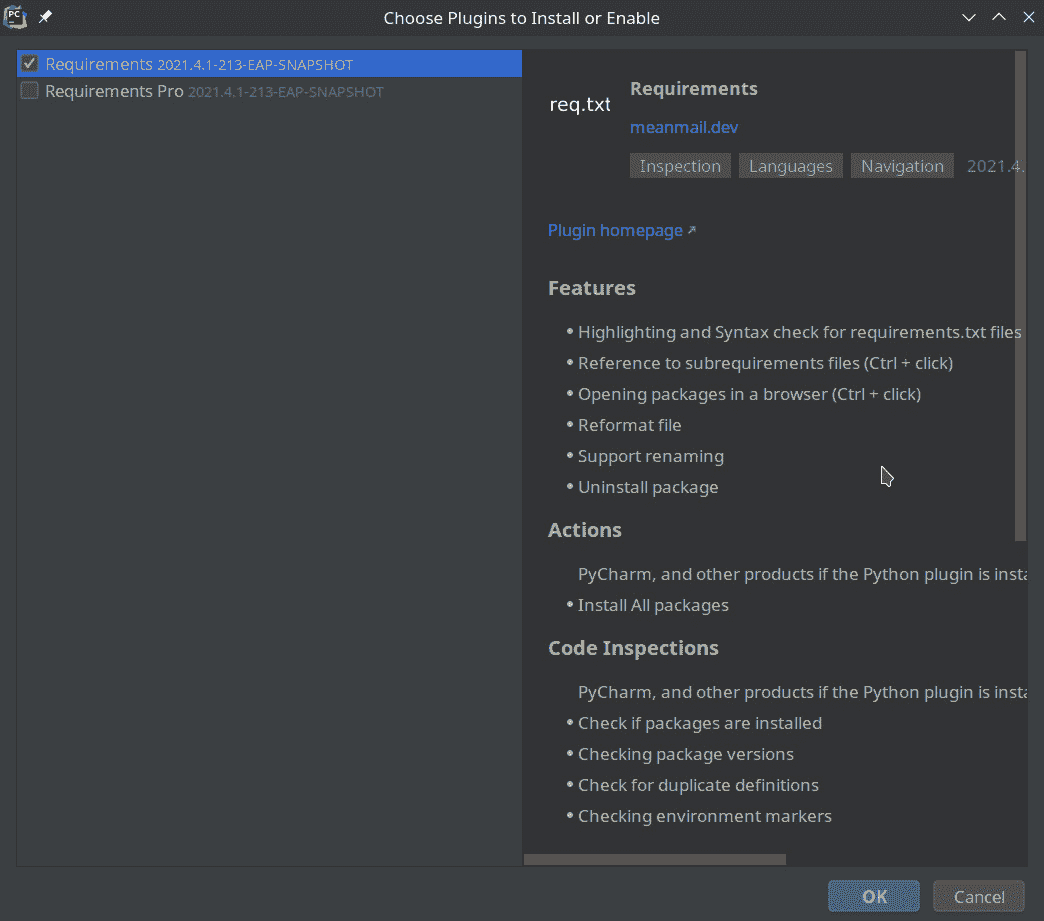 PC
Choose Plugins to Install or Enable
Requirements 2021.4.1-213-EAP-SNAPSHOT
Requirements Pro 2021.4.1-213-EAP-SNAPSHOT
req.txt
Requirements
meanmail.dev
Inspection Languages Navigation 2021.4.
Plugin homepage
Features
• Highlighting and Syntax check for requirements.txt files
• Reference to subrequirements files (Ctrl + click)
• Opening packages in a browser (Ctrl + click)
• Reformat file
• Support renaming
• Uninstall package
Actions
PyCharm, and other products if the Python plugin is insta
• Install All packages
Code Inspections
PyCharm, and other products if the Python plugin is insta
• Check if packages are installed
• Checking package versions
• Check for duplicate definitions
• Checking environment markers
OK Cancel